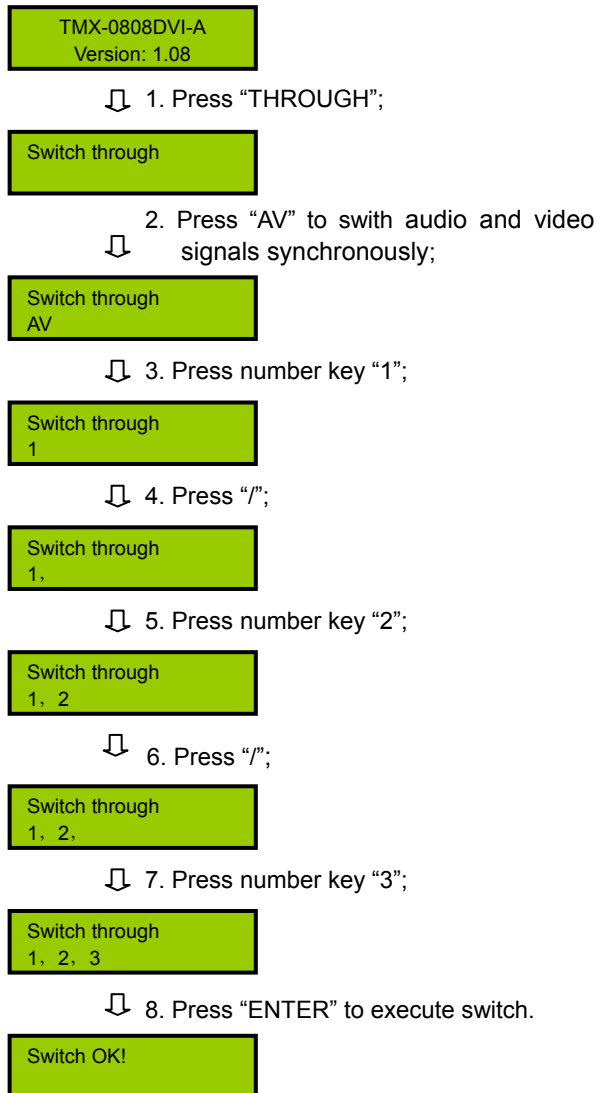 TMX-0808DVI-A
Version: 1.08
1. Press “THROUGH”;
Switch through
2. Press “AV” to swith audio and video
signals synchronously;
Switch through
AV
3. Press number key “1”;
Switch through
1
4. Press “/”;
Switch through
1，
5. Press number key “2”;
Switch through
1，2
6. Press “/”;
Switch through
1，2，
7. Press number key “3”;
Switch through
1，2，3
8. Press “ENTER” to execute switch.
Switch OK!